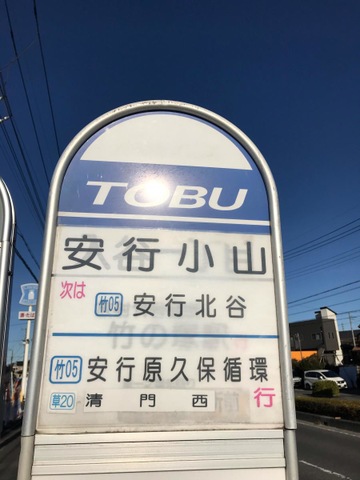 TOBU
安行小山
次は
竹05 安行北谷
竹05 安行原久保循環
草20 清門西 行